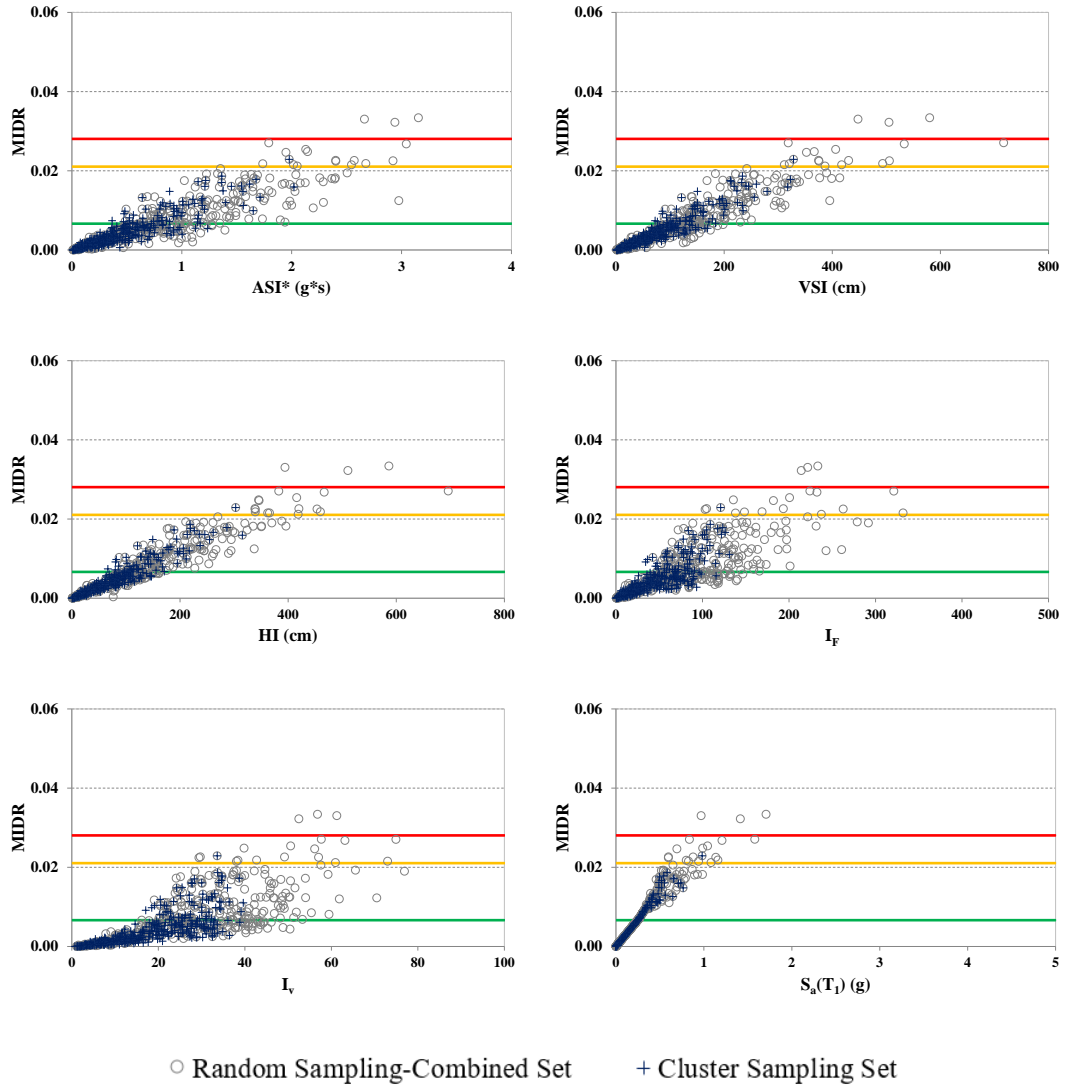 0.06
0.04
0.02
0.00
MIDR
0 1 2 3 4
ASI* (g*s)
0.06
0.04
0.02
0.00
MIDR
0 200 400 600 800
VSI (cm)
0.06
0.04
0.02
0.00
MIDR
0 200 400 600 800
HI (cm)
0.06
0.04
0.02
0.00
MIDR
0 100 200 300 400 500
I_F
0.06
0.04
0.02
0.00
MIDR
0 20 40 60 80 100
I_v
0.06
0.04
0.02
0.00
MIDR
0 1 2 3 4 5
S_a(T_1) (g)
Random Sampling-Combined Set + Cluster Sampling Set